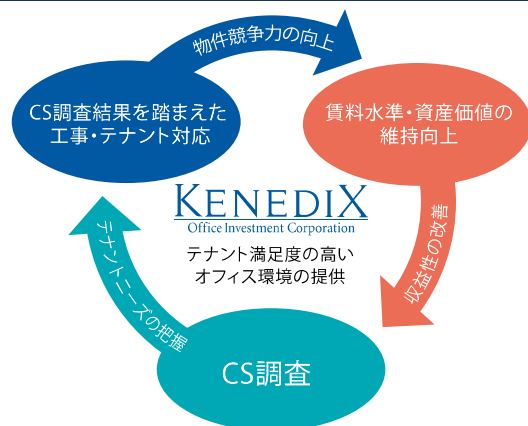 物件競争力の向上
CS調査結果を踏まえた
工事・テナント対応
賃料水準・資産価値の
維持向上
KENEDIX
Office Investment Corporation
テナント満足度の高い
オフィス環境の提供
収益性の改善
テナントニーズの把握
CS調査